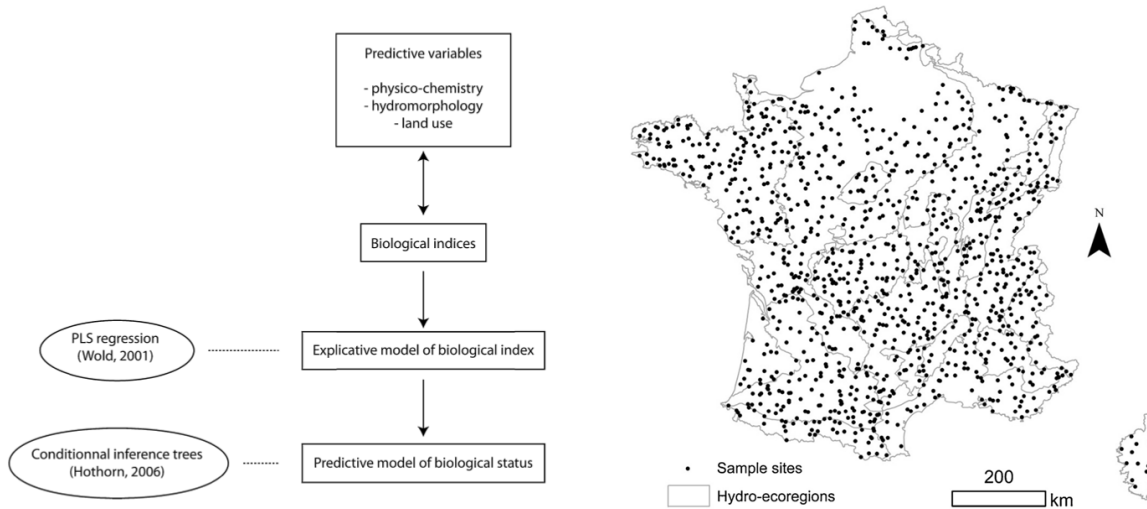 Predictive variables
- physico-chemistry
- hydromorphology
- land use
Biological indices
PLS regression
(Wold, 2001)
Explicative model of biological index
Conditionnal inference trees
(Hothorn, 2006)
Predictive model of biological status
N
Sample sites
Hydro-ecoregions
200
km